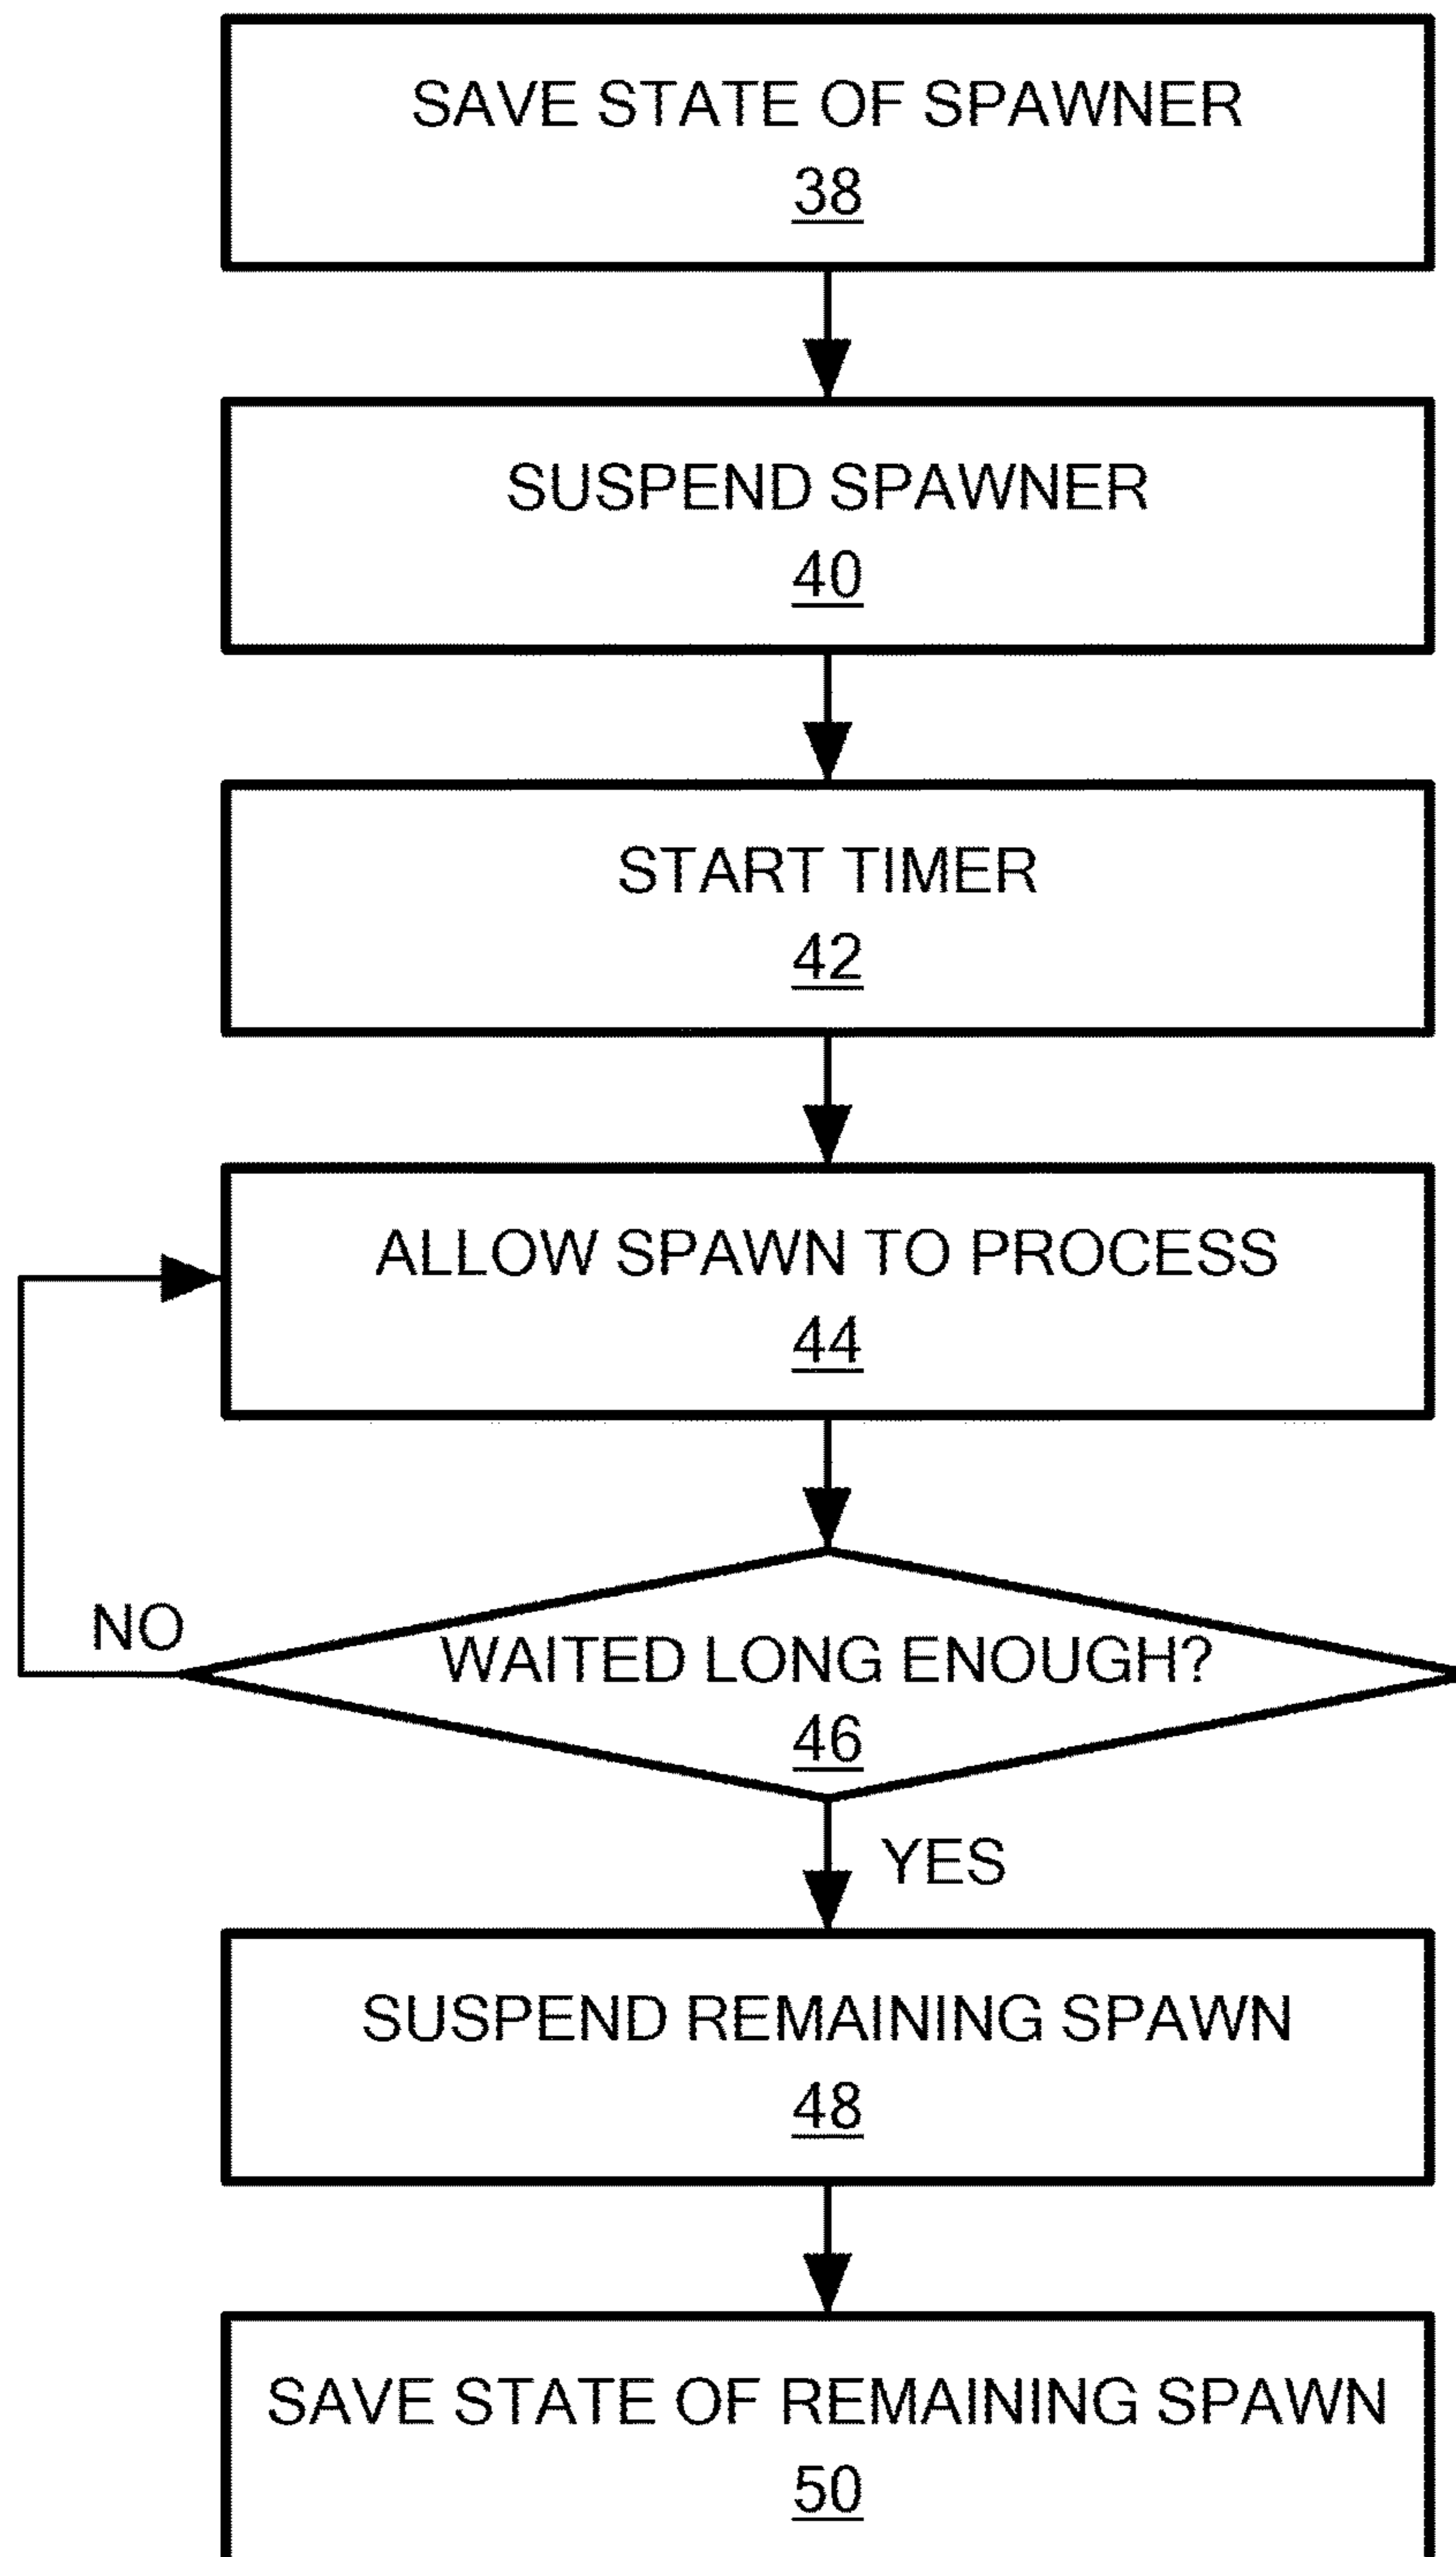 SAVE STATE OF SPAWNER
38
SUSPEND SPAWNER
40
START TIMER
42
ALLOW SPAWN TO PROCESS
44
NO
WAITED LONG ENOUGH?
46
YES
SUSPEND REMAINING SPAWN
48
SAVE STATE OF REMAINING SPAWN
50